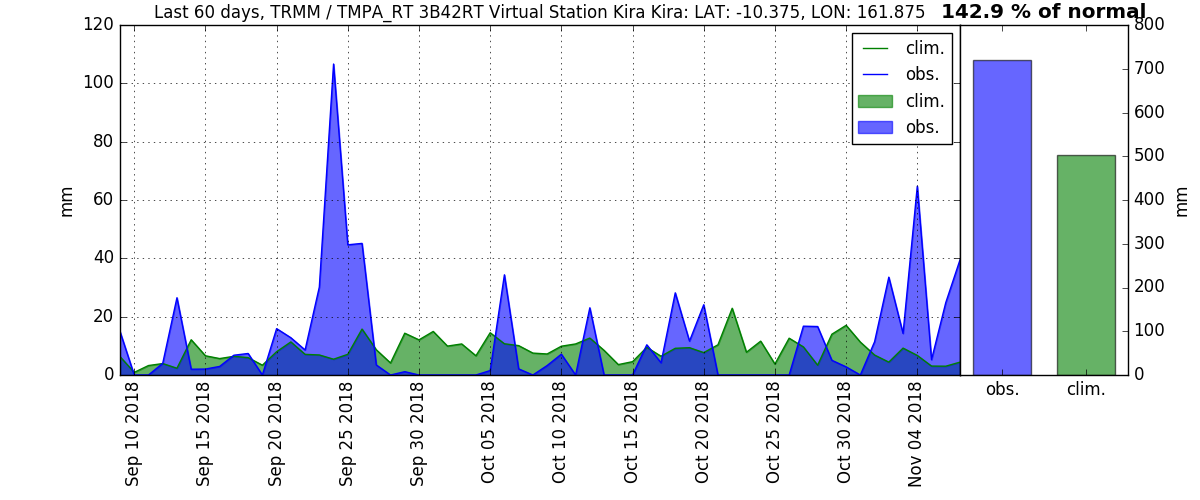 Last 60 days, TRMM / TMPA_RT 3B42RT Virtual Station Kira Kira: LAT: -10.375, LON: 161.875 142.9 % of normal
120
100
80
60
40
20
0
mm
clim.
obs.
clim.
obs.
Sep 10 2018
Sep 15 2018
Sep 20 2018
Sep 25 2018
Sep 30 2018
Oct 05 2018
Oct 10 2018
Oct 15 2018
Oct 20 2018
Oct 25 2018
Oct 30 2018
Nov 04 2018
800
700
600
500
400
300
200
100
0
mm
obs.
clim.